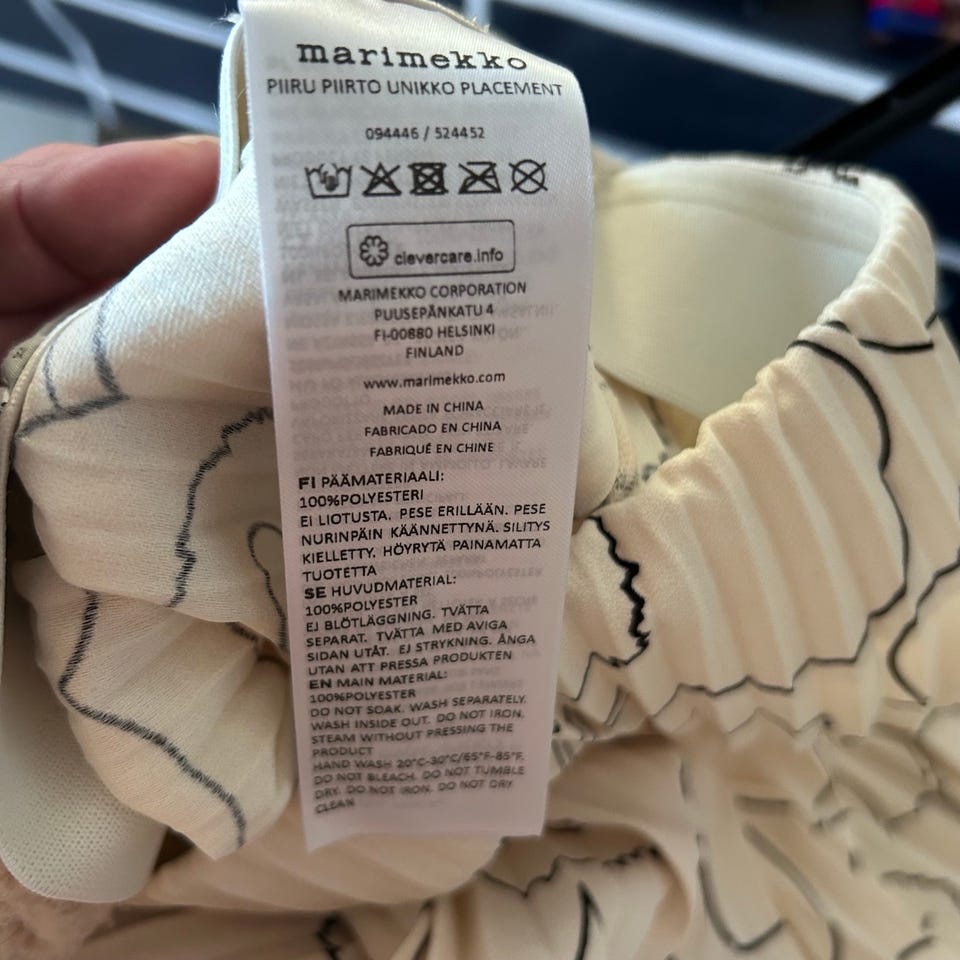 marimekko
PIIRU PIIRTO UNIKKO PLACEMENT
094446 / 524452
clevercare.info
MARIMEKKO CORPORATION
PUUSEPÄNKATU 4
FI-00880 HELSINKI
FINLAND
www.marimekko.com
MADE IN CHINA
FABRICADO EN CHINA
FABRIQUÉ EN CHINE
FI PÄÄMATERIAALI:
100%POLYESTERI
EI LIOTUSTA. PESE ERILLÄÄN. PESE
NURINPÄIN KÄÄNNETTYNÄ. SILITYS
KIELLETTY. HÖYRYTÄ PAINAMATTA
TUOTETTA
SE HUVUDMATERIAL:
100%POLYESTER
EJ BLÖTLÄGGNING. TVÄTTA
SEPARAT. TVÄTTA MED AVIGA
SIDAN UTÅT. EJ STRYKNING. ÅNGA
UTAN ATT PRESSA PRODUKTEN
EN MAIN MATERIAL:
100%POLYESTER
DO NOT SOAK. WASH SEPARATELY.
WASH INSIDE OUT. DO NOT IRON.
STEAM WITHOUT PRESSING THE
PRODUCT
HAND WASH 20°C-30°C/65°F-85°F.
DO NOT BLEACH. DO NOT TUMBLE
DRY. DO NOT IRON. DO NOT DRY
CLEAN